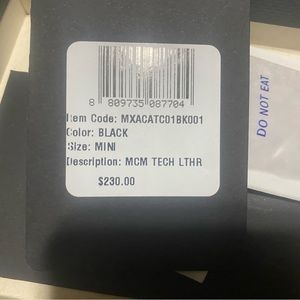 8 809735 087704
Item Code: MXACATC01BK001
Color: BLACK
Size: MINI
Description: MCM TECH LTHR
$230.00
DO NOT EAT